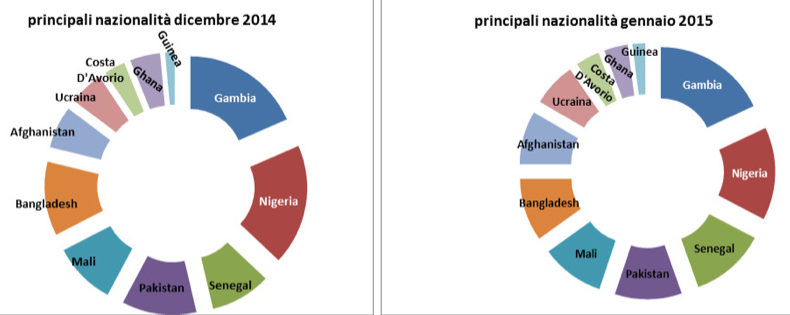 principali nazionalità dicembre 2014
Gambia
Nigeria
Senegal
Pakistan
Mali
Bangladesh
Afghanistan
Ucraina
Costa
D'Avorio
Ghana
Guinea
principali nazionalità gennaio 2015
Gambia
Nigeria
Senegal
Pakistan
Mali
Bangladesh
Afghanistan
Ucraina
Costa
D'Avorio
Ghana
Guinea